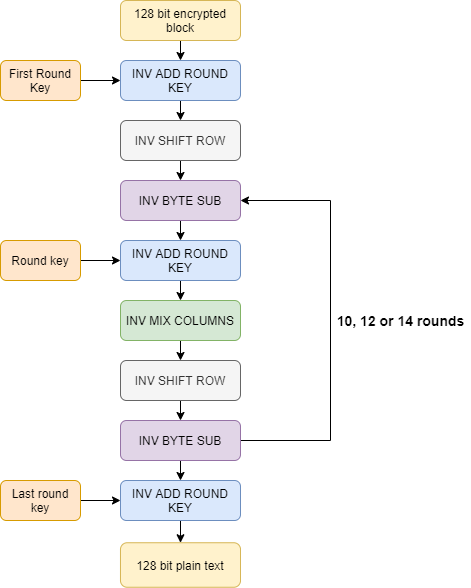 128 bit encrypted
block
First Round
Key
INV ADD ROUND
KEY
INV SHIFT ROW
INV BYTE SUB
Round key
INV ADD ROUND
KEY
INV MIX COLUMNS
10, 12 or 14 rounds
INV SHIFT ROW
INV BYTE SUB
Last round
key
INV ADD ROUND
KEY
128 bit plain text